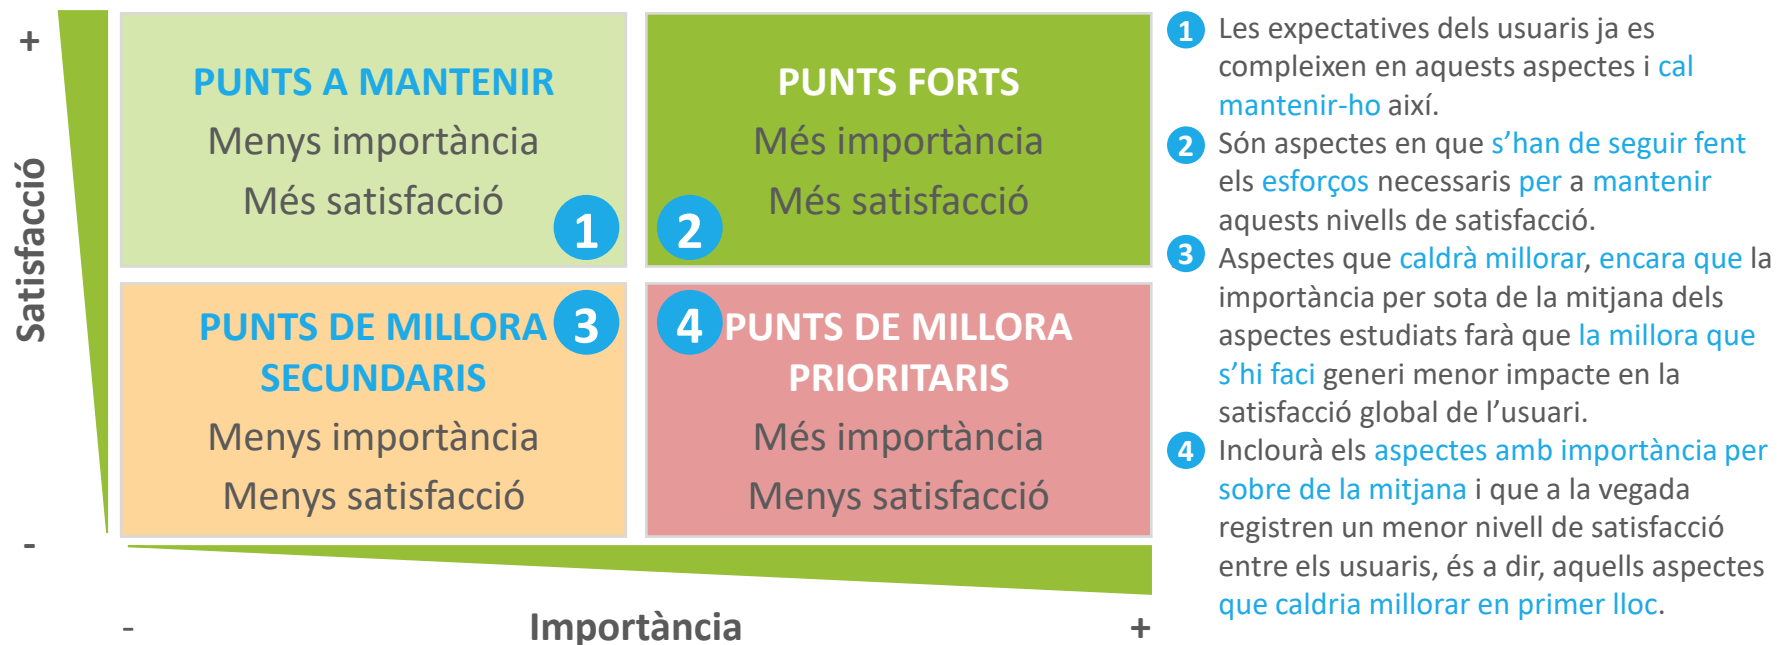 +
Satisfacció
-
PUNTS A MANTENIR
Menys importància
Més satisfacció
1
PUNTS FORTS
Més importància
Més satisfacció
2
PUNTS DE MILLORA
SECUNDARIS
Menys importància
Menys satisfacció
3
4
PUNTS DE MILLORA
PRIORITARIS
Més importància
Menys satisfacció
-
Importància
+
1 Les expectatives dels usuaris ja es
compleixen en aquests aspectes i cal
mantenir-ho així.
2 Són aspectes en que s’han de seguir fent
els esforços necessaris per a mantenir
aquests nivells de satisfacció.
3 Aspectes que caldrà millorar, encara que la
importància per sota de la mitjana dels
aspectes estudiats farà que la millora que
s’hi faci generi menor impacte en la
satisfacció global de l’usuari.
4 Inclourà els aspectes amb importància per
sobre de la mitjana i que a la vegada
registren un menor nivell de satisfacció
entre els usuaris, és a dir, aquells aspectes
que caldria millorar en primer lloc.